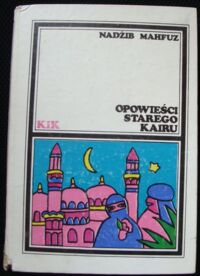 NADŻIB MAHFUZ
OPOWIEŚCI
STAREGO
KAIRU
KiK